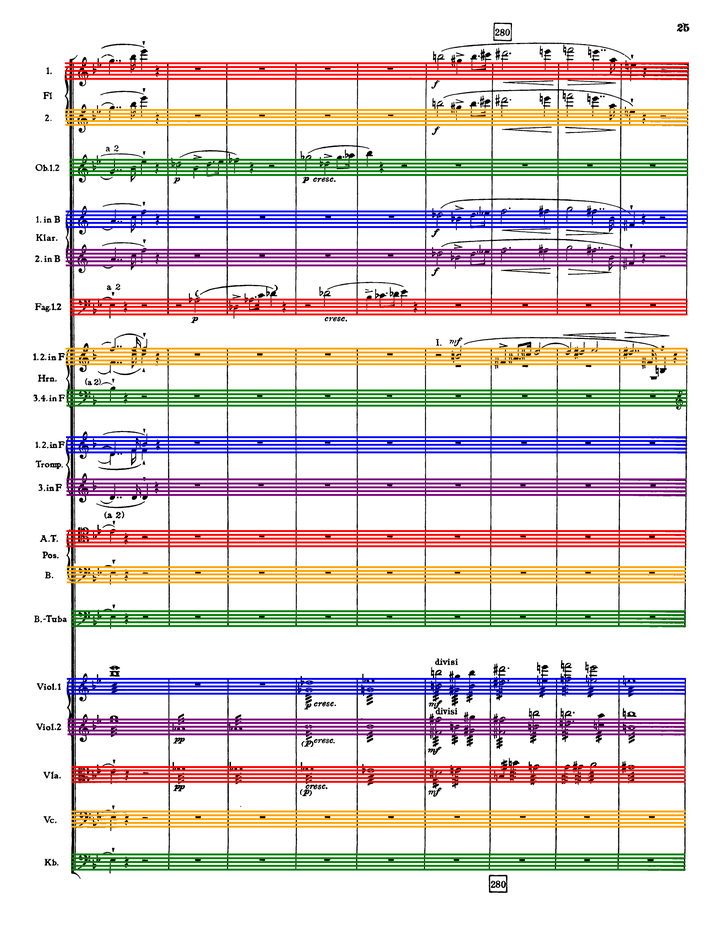 25
280
1.
Fl
2.
f
f
a 2
Ob.1.2
p
p cresc.
1. in B
Klar.
2. in B
f
f
a 2
Fag.1.2
p
cresc.
I.
mf
1.2. in F
Hrn.
(a 2)
3.4. in F
1.2. in F
Tromp.
3. in F
(a 2)
A.T.
Pos.
B.
B.-Tuba
divisi
Viol.1
p cresc.
mf
divisi
Viol.2
pp
(p)cresc.
mf
Vla.
pp
cresc.
(p)
mf
Vc.
Kb.
280